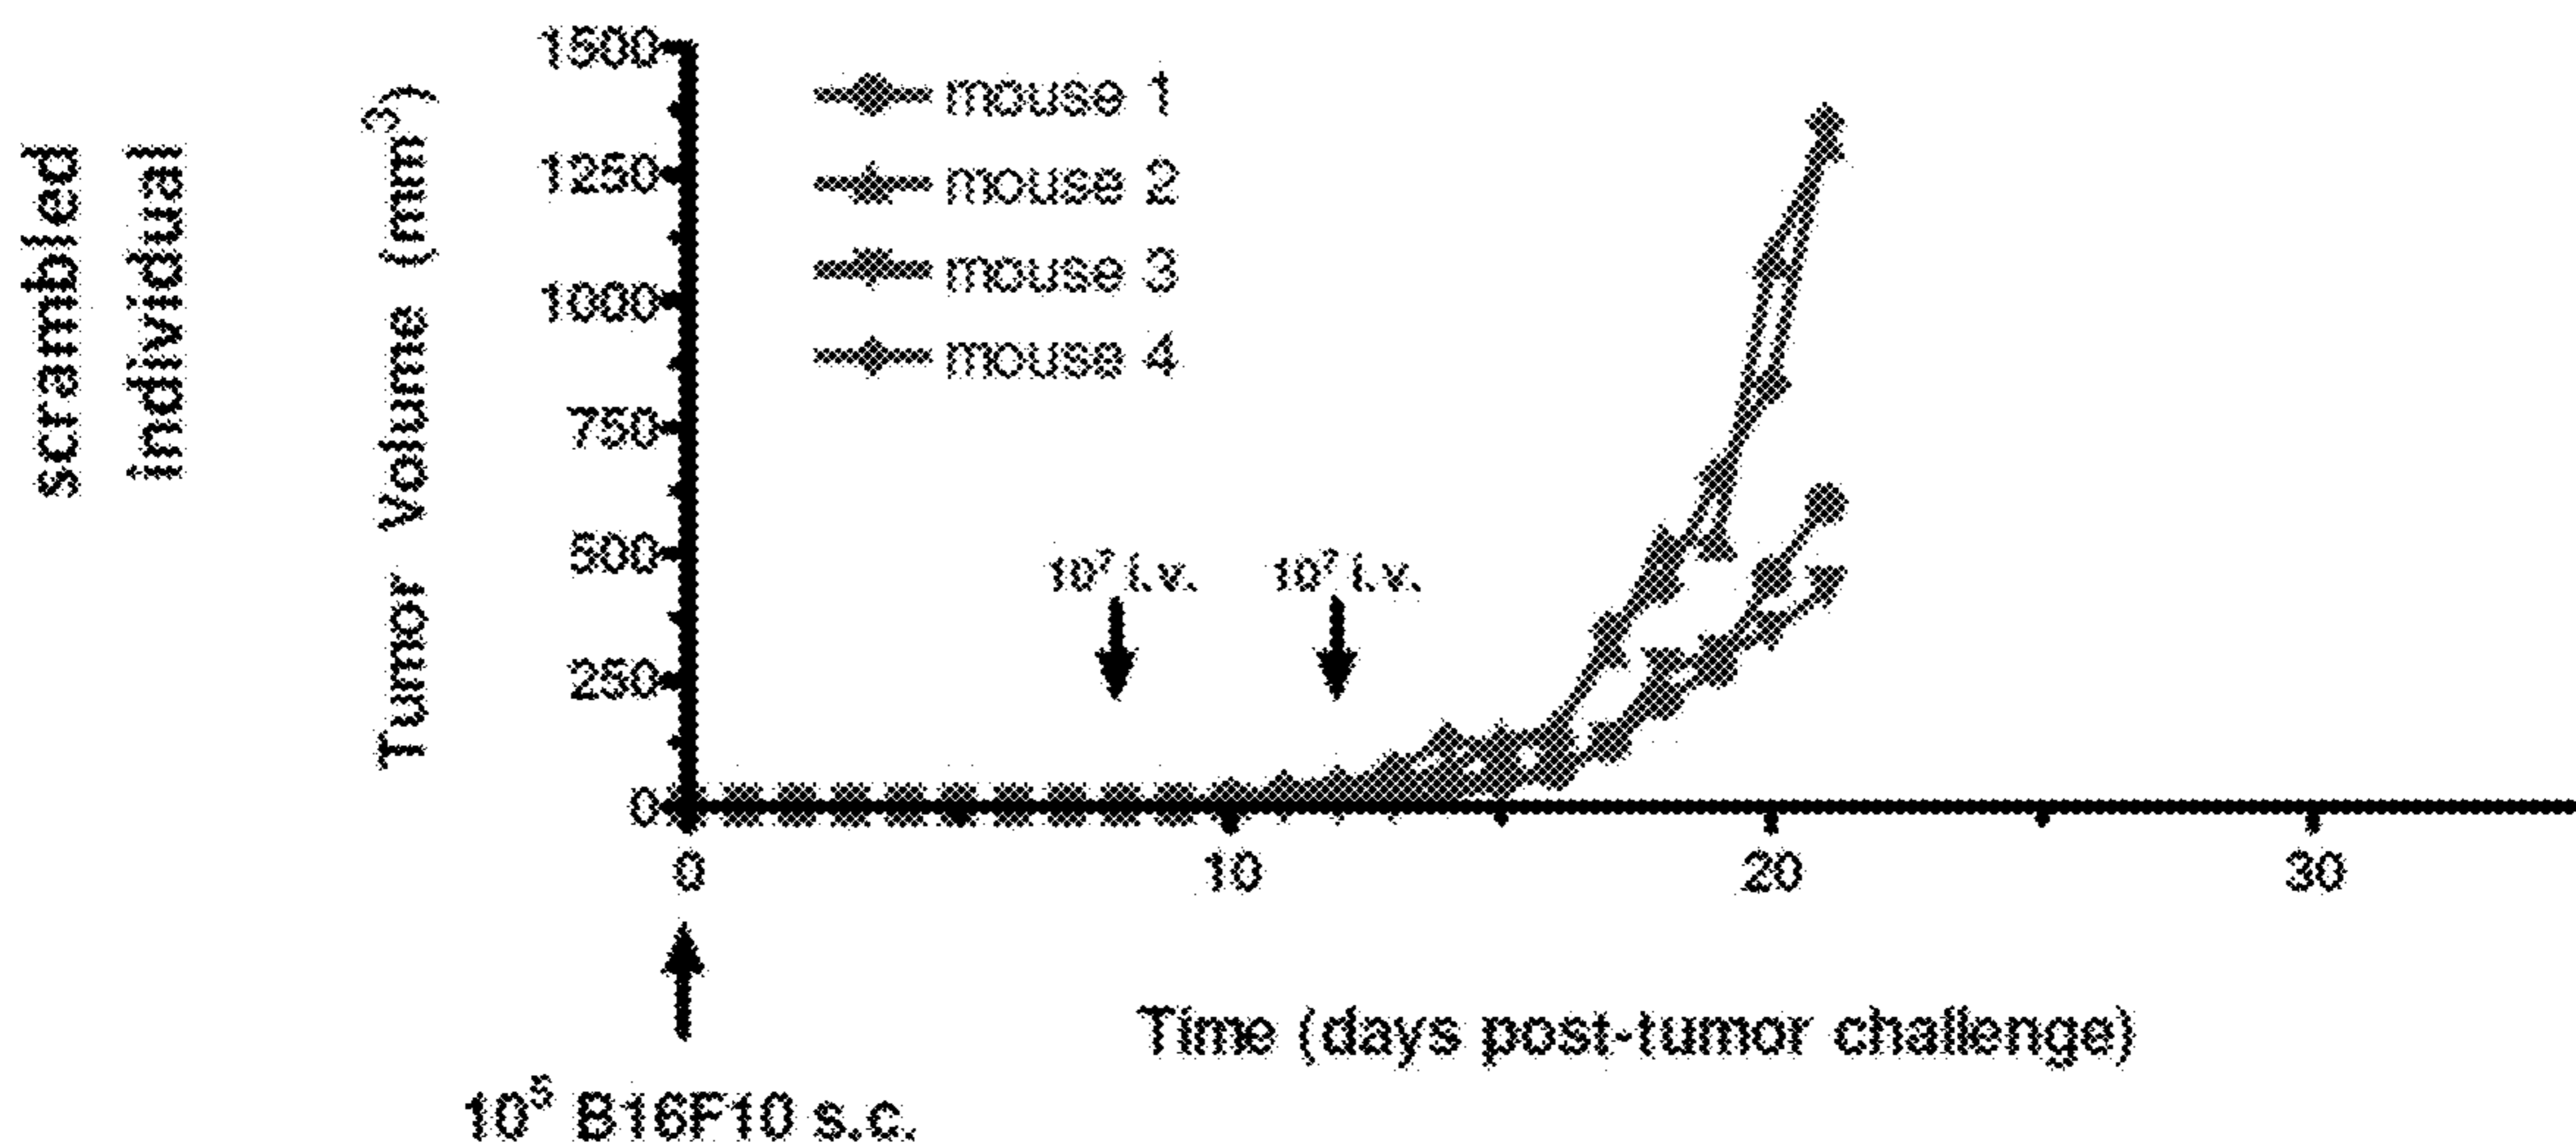 scrambled
individual
Tumor Volume (mm³)
1500
1250
1000
750
500
250
0
mouse 1
mouse 2
mouse 3
mouse 4
10⁷ i.v.
10⁷ i.v.
0
10
20
30
Time (days post-tumor challenge)
10⁵ B16F10 s.c.